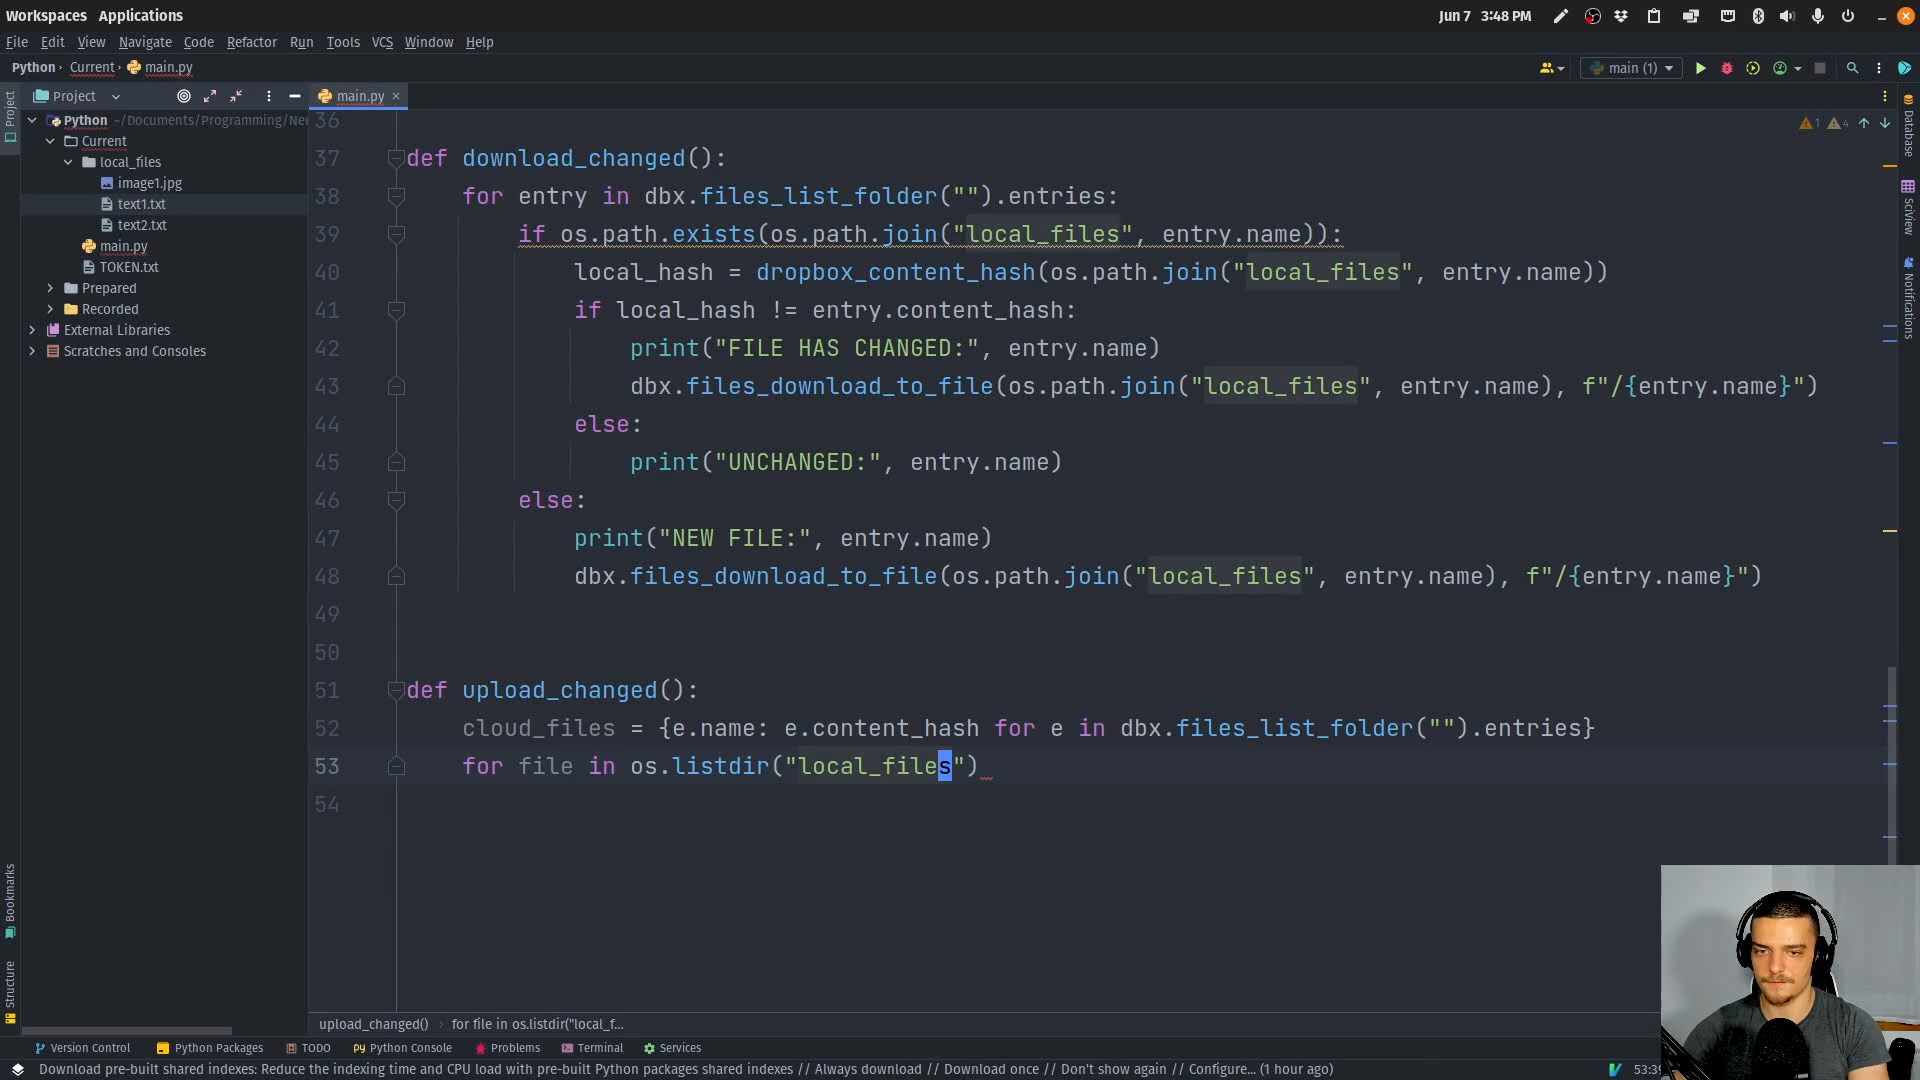 Workspaces Applications
Jun 7 3:48 PM
File Edit View Navigate Code Refactor Run Tools VCS Window Help
Python › Current › main.py
main (1)
Project
main.py
Python ~/Documents/Programming/Ne
Current
local_files
image1.jpg
text1.txt
text2.txt
main.py
TOKEN.txt
Prepared
Recorded
External Libraries
Scratches and Consoles
Project
Bookmarks
Structure
Database
SciView
Notifications
1 4
36
37 def download_changed():
38 for entry in dbx.files_list_folder("").entries:
39 if os.path.exists(os.path.join("local_files", entry.name)):
40 local_hash = dropbox_content_hash(os.path.join("local_files", entry.name))
41 if local_hash != entry.content_hash:
42 print("FILE HAS CHANGED:", entry.name)
43 dbx.files_download_to_file(os.path.join("local_files", entry.name), f"/{entry.name}")
44 else:
45 print("UNCHANGED:", entry.name)
46 else:
47 print("NEW FILE:", entry.name)
48 dbx.files_download_to_file(os.path.join("local_files", entry.name), f"/{entry.name}")
49
50
51 def upload_changed():
52 cloud_files = {e.name: e.content_hash for e in dbx.files_list_folder("").entries}
53 for file in os.listdir("local_files")
54
upload_changed() › for file in os.listdir("local_f...
Version Control Python Packages TODO Python Console Problems Terminal Services
Download pre-built shared indexes: Reduce the indexing time and CPU load with pre-built Python packages shared indexes // Always download // Download once // Don't show again // Configure... (1 hour ago)